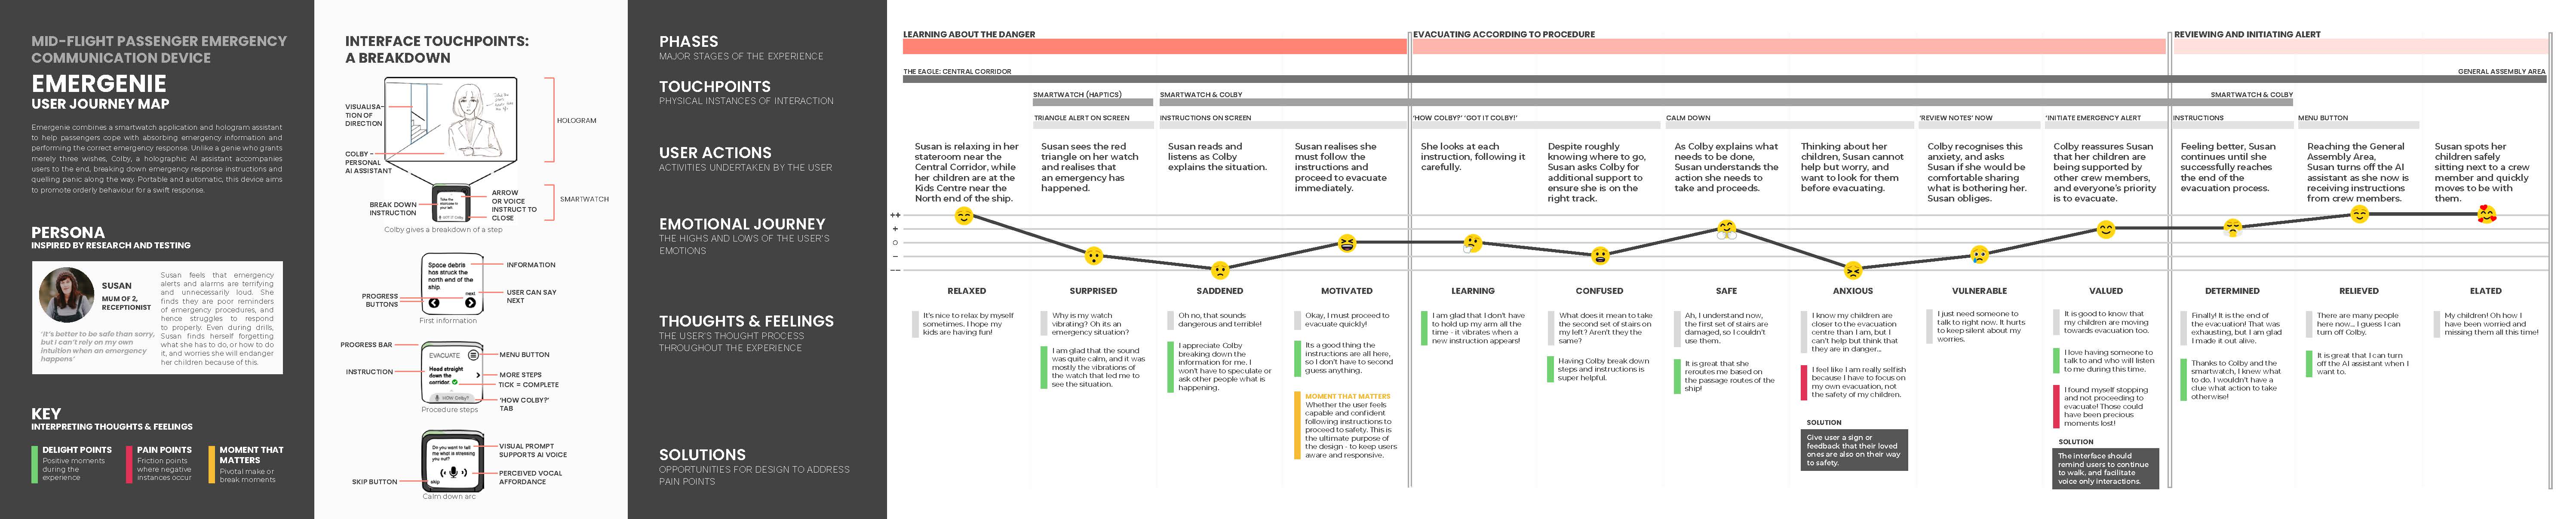 MID-FLIGHT PASSENGER EMERGENCY
COMMUNICATION DEVICE
EMERGENIE
USER JOURNEY MAP
Emergenie combines a smartwatch application and hologram assistant
to help passengers cope with absorbing emergency information and
performing the correct emergency response. Unlike a genie who grants
merely three wishes, Colby, a holographic AI assistant accompanies
users to the end, breaking down emergency response instructions and
quelling panic along the way. Portable and automatic, this device aims
to promote orderly behaviour for a swift response.
PERSONA
INSPIRED BY RESEARCH AND TESTING
SUSAN
MUM OF 2,
RECEPTIONIST
'It's better to be safe than sorry,
but I can't rely on my own
intuition when an emergency
happens'
Susan feels that emergency
alerts and alarms are terrifying
and unnecessarily loud. She
finds they are poor reminders
of emergency procedures, and
hence struggles to respond
to properly. Even during drills,
Susan finds herself forgetting
what she has to do, or how to do
it, and worries she will endanger
her children because of this.
KEY
INTERPRETING THOUGHTS & FEELINGS
DELIGHT POINTS
Positive moments
during the
experience
PAIN POINTS
Friction points
where negative
instances occur
MOMENT THAT
MATTERS
Pivotal make or
break moments
INTERFACE TOUCHPOINTS:
A BREAKDOWN
VISUALISA-
TION OF
DIRECTION
COLBY -
PERSONAL
AI ASSISTANT
HOLOGRAM
BREAK DOWN
INSTRUCTION
ARROW
OR VOICE
INSTRUCT TO
CLOSE
SMARTWATCH
Colby gives a breakdown of a step
Space debris
has struck the
north end of the
ship.
next
INFORMATION
USER CAN SAY
NEXT
PROGRESS
BUTTONS
First information
PROGRESS BAR
EVACUATE
MENU BUTTON
INSTRUCTION
Head straight
down the
corridor.
MORE STEPS
TICK = COMPLETE
HOW Colby?
'HOW COLBY?'
TAB
Procedure steps
Do you want to tell
me what is stressing
you out?
VISUAL PROMPT
SUPPORTS AI VOICE
PERCEIVED VOCAL
AFFORDANCE
SKIP BUTTON
skip
Calm down arc
PHASES
MAJOR STAGES OF THE EXPERIENCE
TOUCHPOINTS
PHYSICAL INSTANCES OF INTERACTION
USER ACTIONS
ACTIVITIES UNDERTAKEN BY THE USER
EMOTIONAL JOURNEY
THE HIGHS AND LOWS OF THE USER'S
EMOTIONS
THOUGHTS & FEELINGS
THE USER'S THOUGHT PROCESS
THROUGHOUT THE EXPERIENCE
SOLUTIONS
OPPORTUNITIES FOR DESIGN TO ADDRESS
PAIN POINTS
LEARNING ABOUT THE DANGER
EVACUATING ACCORDING TO PROCEDURE
REVIEWING AND INITIATING ALERT
THE EAGLE: CENTRAL CORRIDOR
GENERAL ASSEMBLY AREA
SMARTWATCH (HAPTICS)
SMARTWATCH & COLBY
SMARTWATCH & COLBY
TRIANGLE ALERT ON SCREEN
INSTRUCTIONS ON SCREEN
'HOW COLBY?' 'GOT IT COLBY!'
CALM DOWN
'REVIEW NOTES' NOW
'INITIATE EMERGENCY ALERT
INSTRUCTIONS
MENU BUTTON
Susan is relaxing in her
stateroom near the
Central Corridor, while
her children are at the
Kids Centre near the
North end of the ship.
Susan sees the red
triangle on her watch
and realises that
an emergency has
happened.
Susan reads and
listens as Colby
explains the situation.
Susan realises she
must follow the
instructions and
proceed to evacuate
immediately.
She looks at each
instruction, following it
carefully.
Despite roughly
knowing where to go,
Susan asks Colby for
additional support to
ensure she is on the
right track.
As Colby explains what
needs to be done,
Susan understands the
action she needs to
take and proceeds.
Thinking about her
children, Susan cannot
help but worry, and
want to look for them
before evacuating.
Colby recognises this
anxiety, and asks
Susan if she would be
comfortable sharing
what is bothering her.
Susan obliges.
Colby reassures Susan
that her children are
being supported by
other crew members,
and everyone's priority
is to evacuate.
Feeling better, Susan
continues until she
successfully reaches
the end of the
evacuation process.
Reaching the General
Assembly Area,
Susan turns off the AI
assistant as she now is
receiving instructions
from crew members.
Susan spots her
children safely
sitting next to a crew
member and quickly
moves to be with
them.
++
+
○
-
--
RELAXED
SURPRISED
SADDENED
MOTIVATED
LEARNING
CONFUSED
SAFE
ANXIOUS
VULNERABLE
VALUED
DETERMINED
RELIEVED
ELATED
It's nice to relax by myself
sometimes. I hope my
kids are having fun!
Why is my watch
vibrating? Oh its an
emergency situation?
I am glad that the sound
was quite calm, and it was
mostly the vibrations of
the watch that led me to
see the situation.
Oh no, that sounds
dangerous and terrible!
I appreciate Colby
breaking down the
information for me. I
won't have to speculate or
ask other people what is
happening.
Okay, I must proceed to
evacuate quickly!
Its a good thing the
instructions are all here,
so I don't have to second
guess anything.
MOMENT THAT MATTERS
Whether the user feels
capable and confident
following instructions to
proceed to safety. This is
the ultimate purpose of
the design - to keep users
aware and responsive.
I am glad that I don't have
to hold up my arm all the
time - it vibrates when a
new instruction appears!
What does it mean to take
the second set of stairs on
my left? Aren't they the
same?
Having Colby break down
steps and instructions is
super helpful.
Ah, I understand now,
the first set of stairs are
damaged, so I couldn't
use them.
It is great that she
reroutes me based on
the passage routes of the
ship!
I know my children are
closer to the evacuation
centre than I am, but I
can't help but think that
they are in danger...
I feel like I am really selfish
because I have to focus on
my own evacuation, not
the safety of my children.
SOLUTION
Give user a sign or
feedback that their loved
ones are also on their way
to safety.
I just need someone to
talk to right now. It hurts
to keep silent about my
worries.
It is good to know that
my children are moving
towards evacuation too.
I love having someone to
talk to and who will listen
to me during this time.
I found myself stopping
and not proceeding to
evacuate! Those could
have been precious
moments lost!
SOLUTION
The interface should
remind users to continue
to walk, and facilitate
voice only interactions.
Finally! It is the end of
the evacuation! That was
exhausting, but I am glad
I made it out alive.
Thanks to Colby and the
smartwatch, I knew what
to do. I wouldn't have a
clue what action to take
otherwise!
There are many people
here now... I guess I can
turn off Colby.
It is great that I can turn
off the AI assistant when I
want to.
My children! Oh how I
have been worried and
missing them all this time!